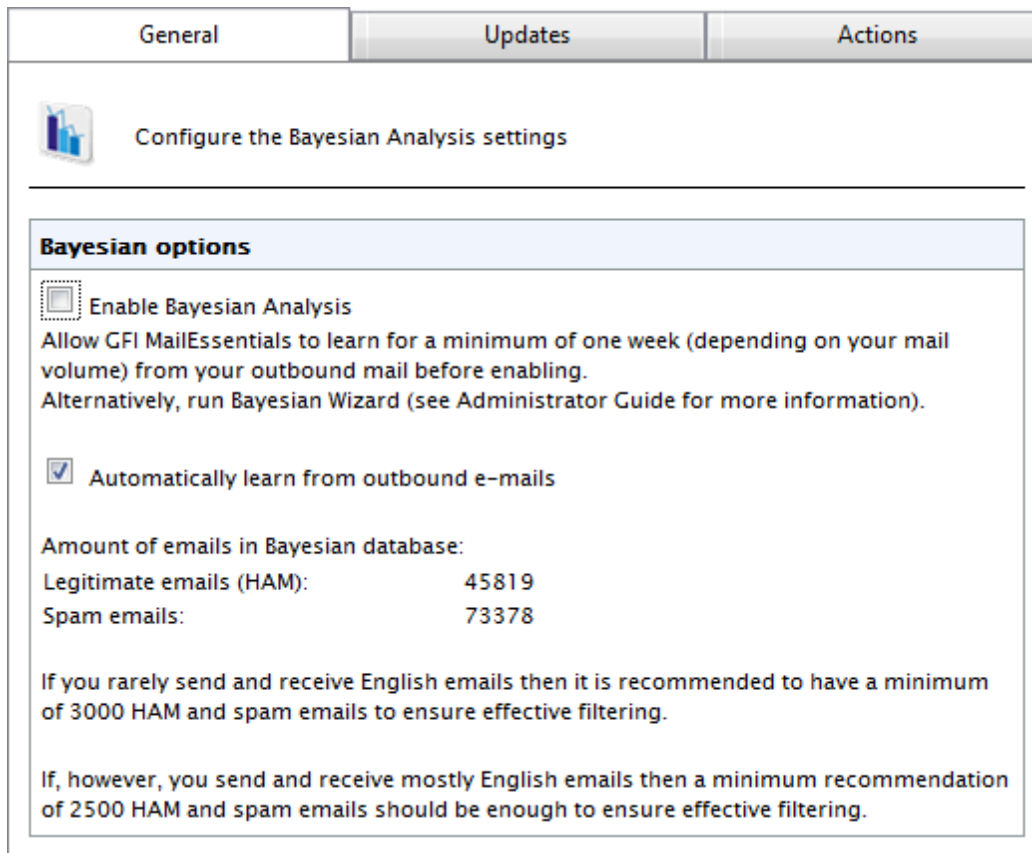 General Updates Actions
Configure the Bayesian Analysis settings
Bayesian options
Enable Bayesian Analysis
Allow GFI MailEssentials to learn for a minimum of one week (depending on your mail
volume) from your outbound mail before enabling.
Alternatively, run Bayesian Wizard (see Administrator Guide for more information).
Automatically learn from outbound e-mails
Amount of emails in Bayesian database:
Legitimate emails (HAM): 45819
Spam emails: 73378
If you rarely send and receive English emails then it is recommended to have a minimum
of 3000 HAM and spam emails to ensure effective filtering.
If, however, you send and receive mostly English emails then a minimum recommendation
of 2500 HAM and spam emails should be enough to ensure effective filtering.